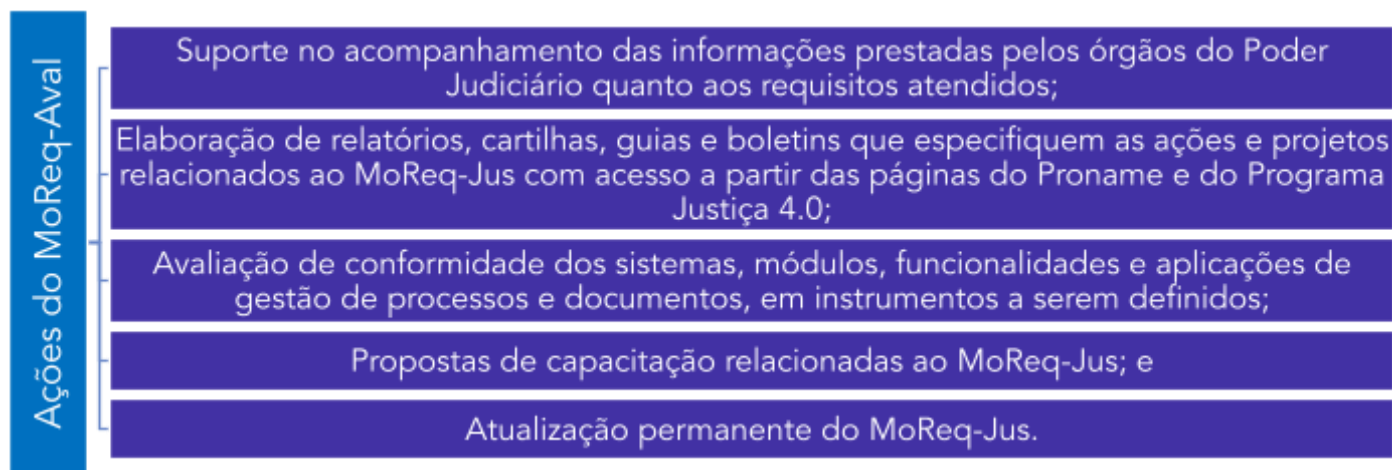 Ações do MoReq-Aval
Suporte no acompanhamento das informações prestadas pelos órgãos do Poder
Judiciário quanto aos requisitos atendidos;
Elaboração de relatórios, cartilhas, guias e boletins que especifiquem as ações e projetos
relacionados ao MoReq-Jus com acesso a partir das páginas do Proname e do Programa
Justiça 4.0;
Avaliação de conformidade dos sistemas, módulos, funcionalidades e aplicações de
gestão de processos e documentos, em instrumentos a serem definidos;
Propostas de capacitação relacionadas ao MoReq-Jus; e
Atualização permanente do MoReq-Jus.